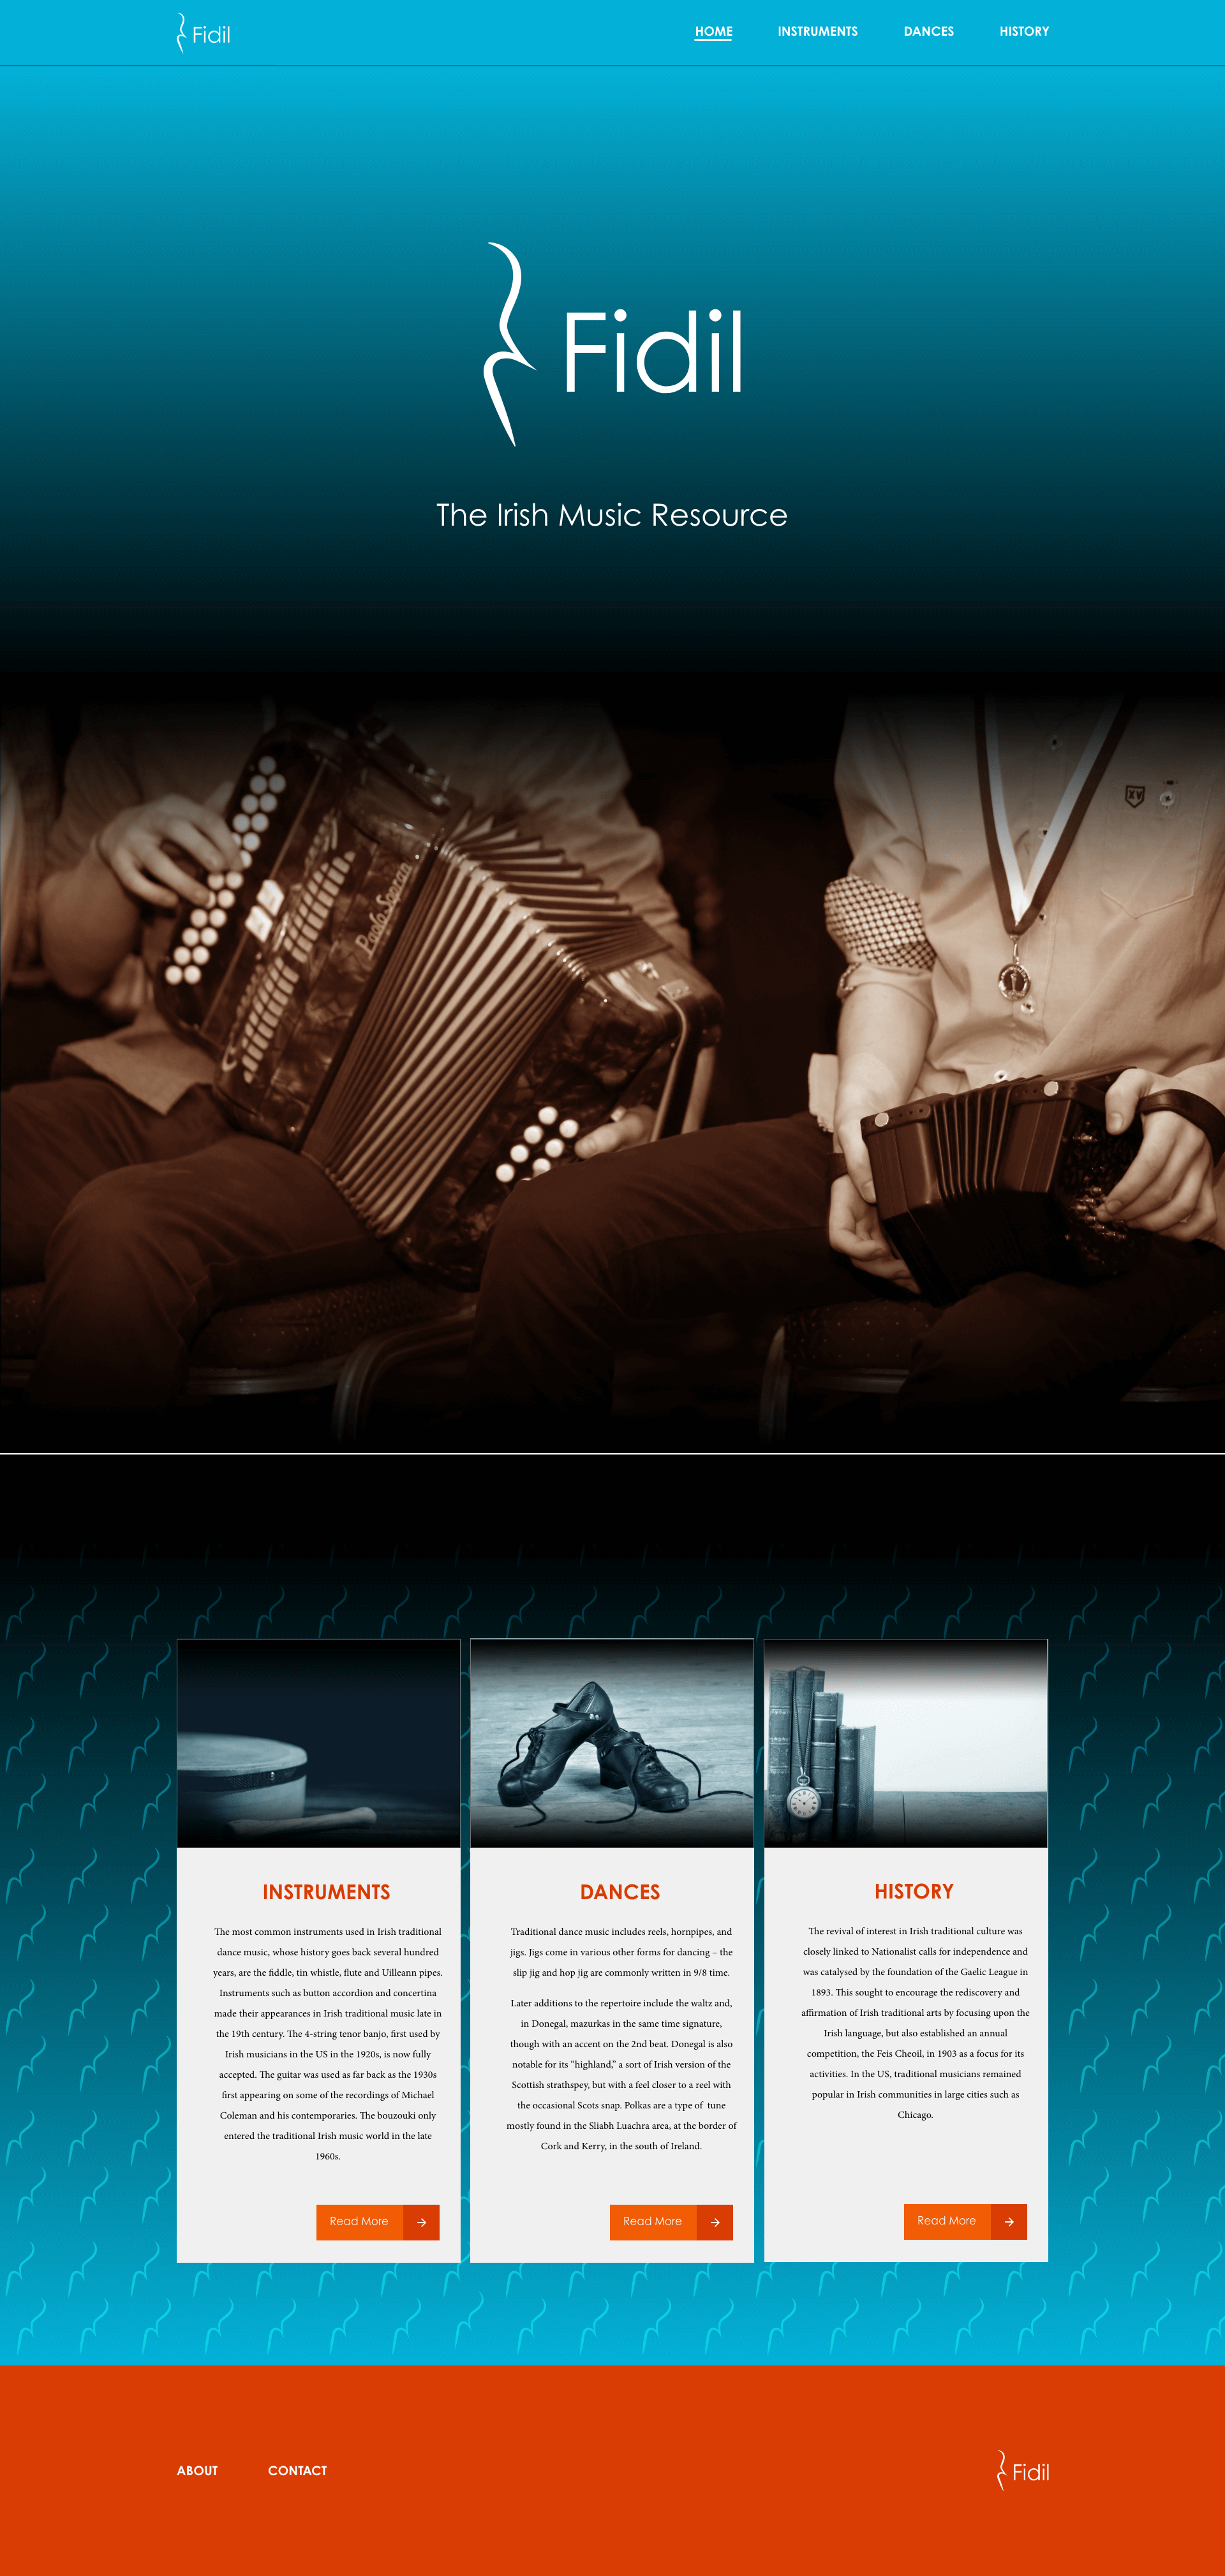 Fidil
HOME INSTRUMENTS DANCES HISTORY
Fidil
The Irish Music Resource
XV
Paolo Soprani
INSTRUMENTS
The most common instruments used in Irish traditional
dance music, whose history goes back several hundred
years, are the fiddle, tin whistle, flute and Uilleann pipes.
Instruments such as button accordion and concertina
made their appearances in Irish traditional music late in
the 19th century. The 4-string tenor banjo, first used by
Irish musicians in the US in the 1920s, is now fully
accepted. The guitar was used as far back as the 1930s
first appearing on some of the recordings of Michael
Coleman and his contemporaries. The bouzouki only
entered the traditional Irish music world in the late
1960s.
Read More
DANCES
Traditional dance music includes reels, hornpipes, and
jigs. Jigs come in various other forms for dancing – the
slip jig and hop jig are commonly written in 9/8 time.
Later additions to the repertoire include the waltz and,
in Donegal, mazurkas in the same time signature,
though with an accent on the 2nd beat. Donegal is also
notable for its "highland," a sort of Irish version of the
Scottish strathspey, but with a feel closer to a reel with
the occasional Scots snap. Polkas are a type of tune
mostly found in the Sliabh Luachra area, at the border of
Cork and Kerry, in the south of Ireland.
Read More
HISTORY
The revival of interest in Irish traditional culture was
closely linked to Nationalist calls for independence and
was catalysed by the foundation of the Gaelic League in
1893. This sought to encourage the rediscovery and
affirmation of Irish traditional arts by focusing upon the
Irish language, but also established an annual
competition, the Feis Cheoil, in 1903 as a focus for its
activities. In the US, traditional musicians remained
popular in Irish communities in large cities such as
Chicago.
Read More
ABOUT CONTACT
Fidil